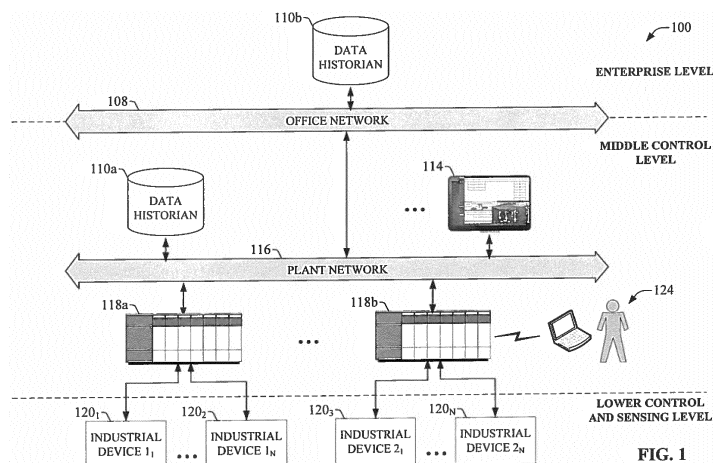 110b
DATA
HISTORIAN
100
ENTERPRISE LEVEL
108
OFFICE NETWORK
MIDDLE CONTROL
LEVEL
110a
DATA
HISTORIAN
114
...
116
PLANT NETWORK
118a
118b
124
...
LOWER CONTROL
AND SENSING LEVEL
120₁
120₂
120₃
120N
INDUSTRIAL
DEVICE 1₁
...
INDUSTRIAL
DEVICE 1N
INDUSTRIAL
DEVICE 2₁
...
INDUSTRIAL
DEVICE 2N
FIG. 1